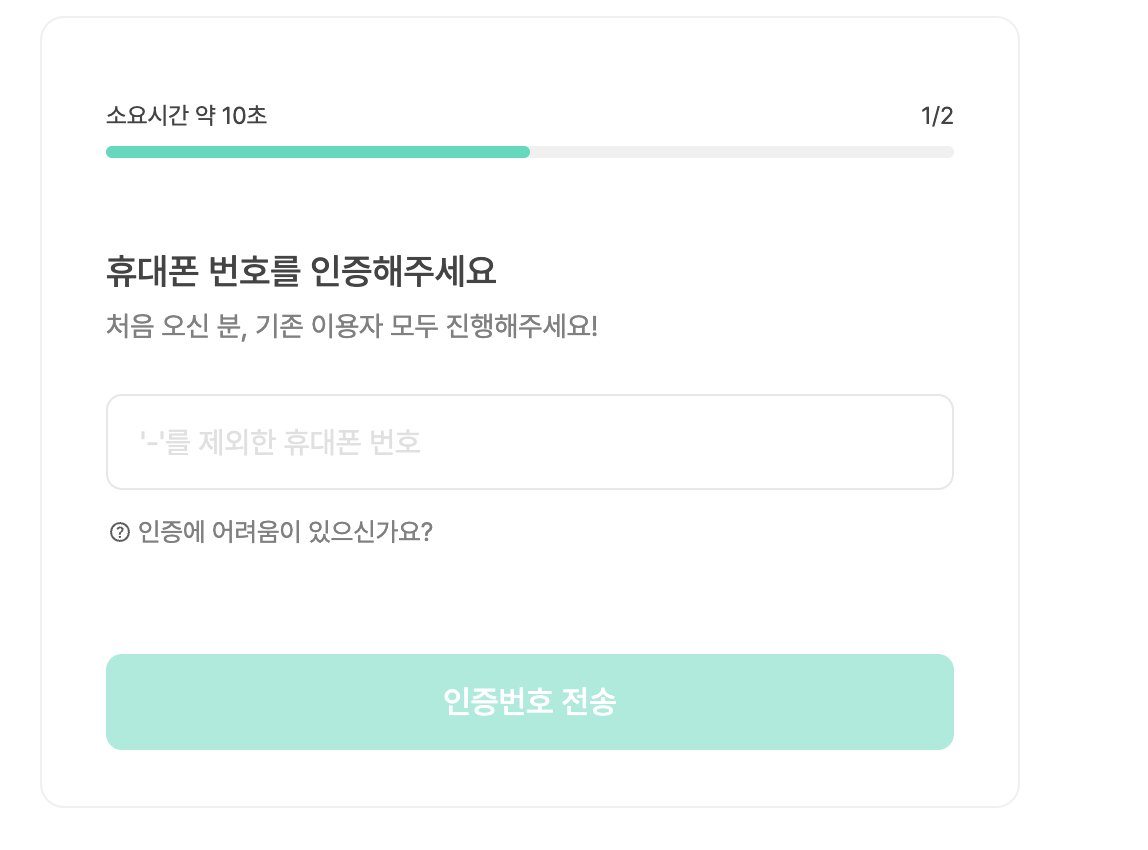 소요시간 약 10초
1/2
휴대폰 번호를 인증해주세요
처음 오신 분, 기존 이용자 모두 진행해주세요!
'-'를 제외한 휴대폰 번호
인증에 어려움이 있으신가요?
인증번호 전송